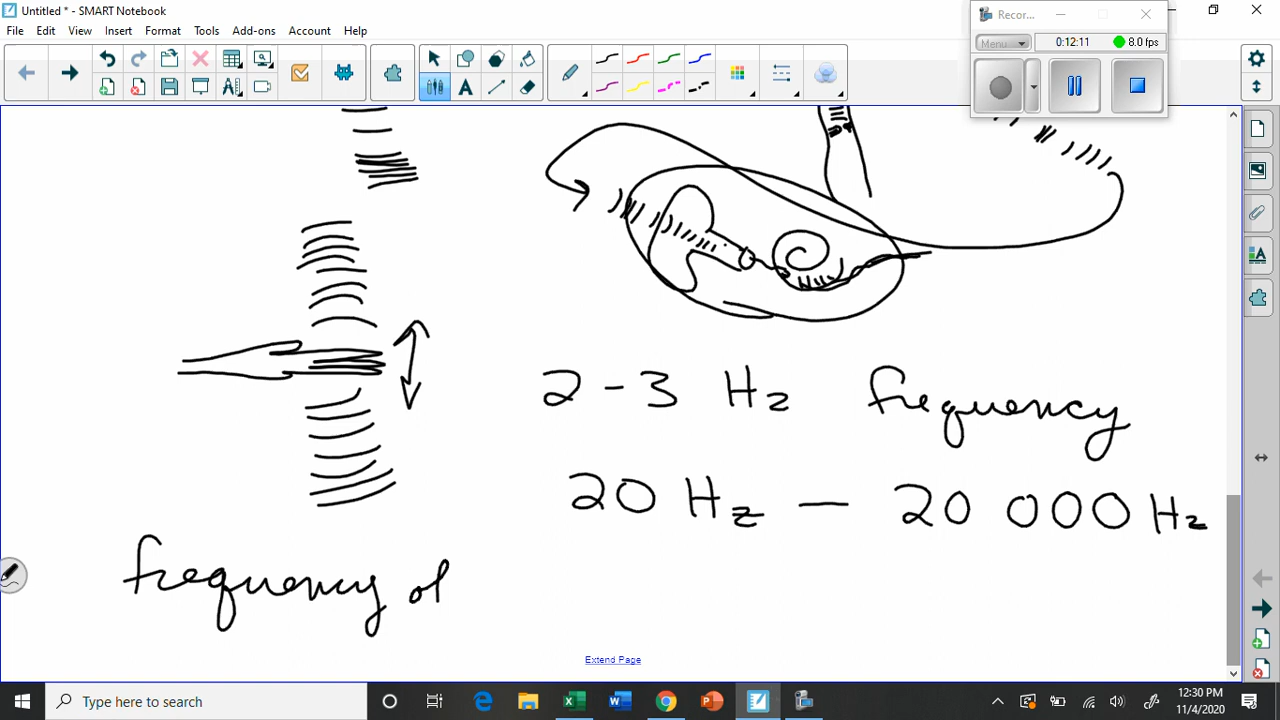 Untitled * - SMART Notebook
Recor...
File Edit View Insert Format Tools Add-ons Account Help
Menu
0:12:11
8.0 fps
2 - 3 Hz frequency
20 Hz — 20 000 Hz
frequency of
Extend Page
Type here to search
12:30 PM
11/4/2020